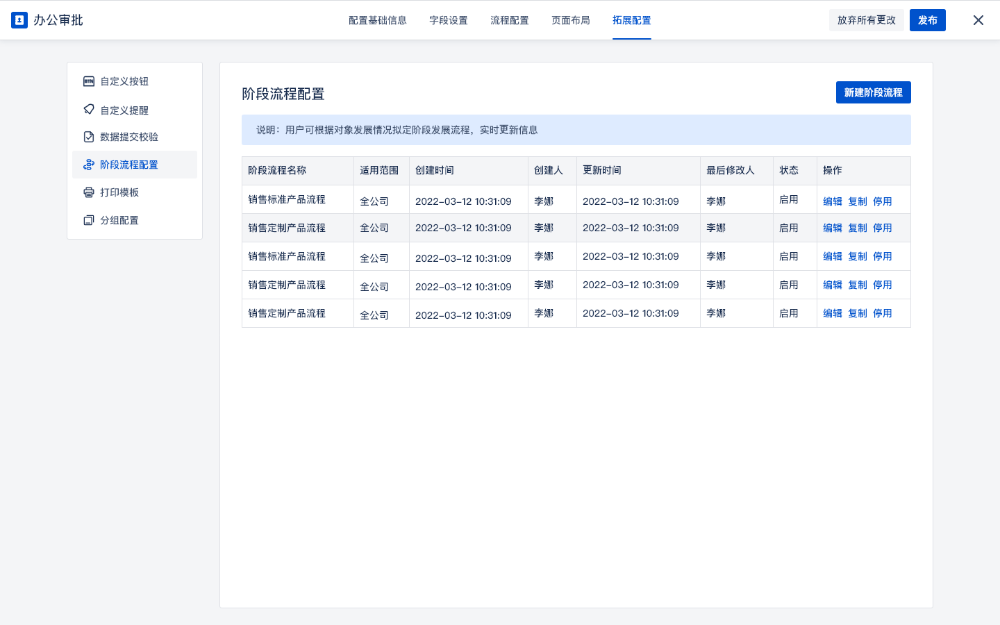 办公审批
配置基础信息 字段设置 流程配置 页面布局 拓展配置
放弃所有更改 发布
BTN 自定义按钮
自定义提醒
数据提交校验
阶段流程配置
打印模板
分组配置
阶段流程配置 新建阶段流程
说明：用户可根据对象发展情况拟定阶段发展流程，实时更新信息
阶段流程名称 适用范围 创建时间 创建人 更新时间 最后修改人 状态 操作
销售标准产品流程 全公司 2022-03-12 10:31:09 李娜 2022-03-12 10:31:09 李娜 启用 编辑 复制 停用
销售定制产品流程 全公司 2022-03-12 10:31:09 李娜 2022-03-12 10:31:09 李娜 启用 编辑 复制 停用
销售标准产品流程 全公司 2022-03-12 10:31:09 李娜 2022-03-12 10:31:09 李娜 启用 编辑 复制 停用
销售定制产品流程 全公司 2022-03-12 10:31:09 李娜 2022-03-12 10:31:09 李娜 启用 编辑 复制 停用
销售定制产品流程 全公司 2022-03-12 10:31:09 李娜 2022-03-12 10:31:09 李娜 启用 编辑 复制 停用